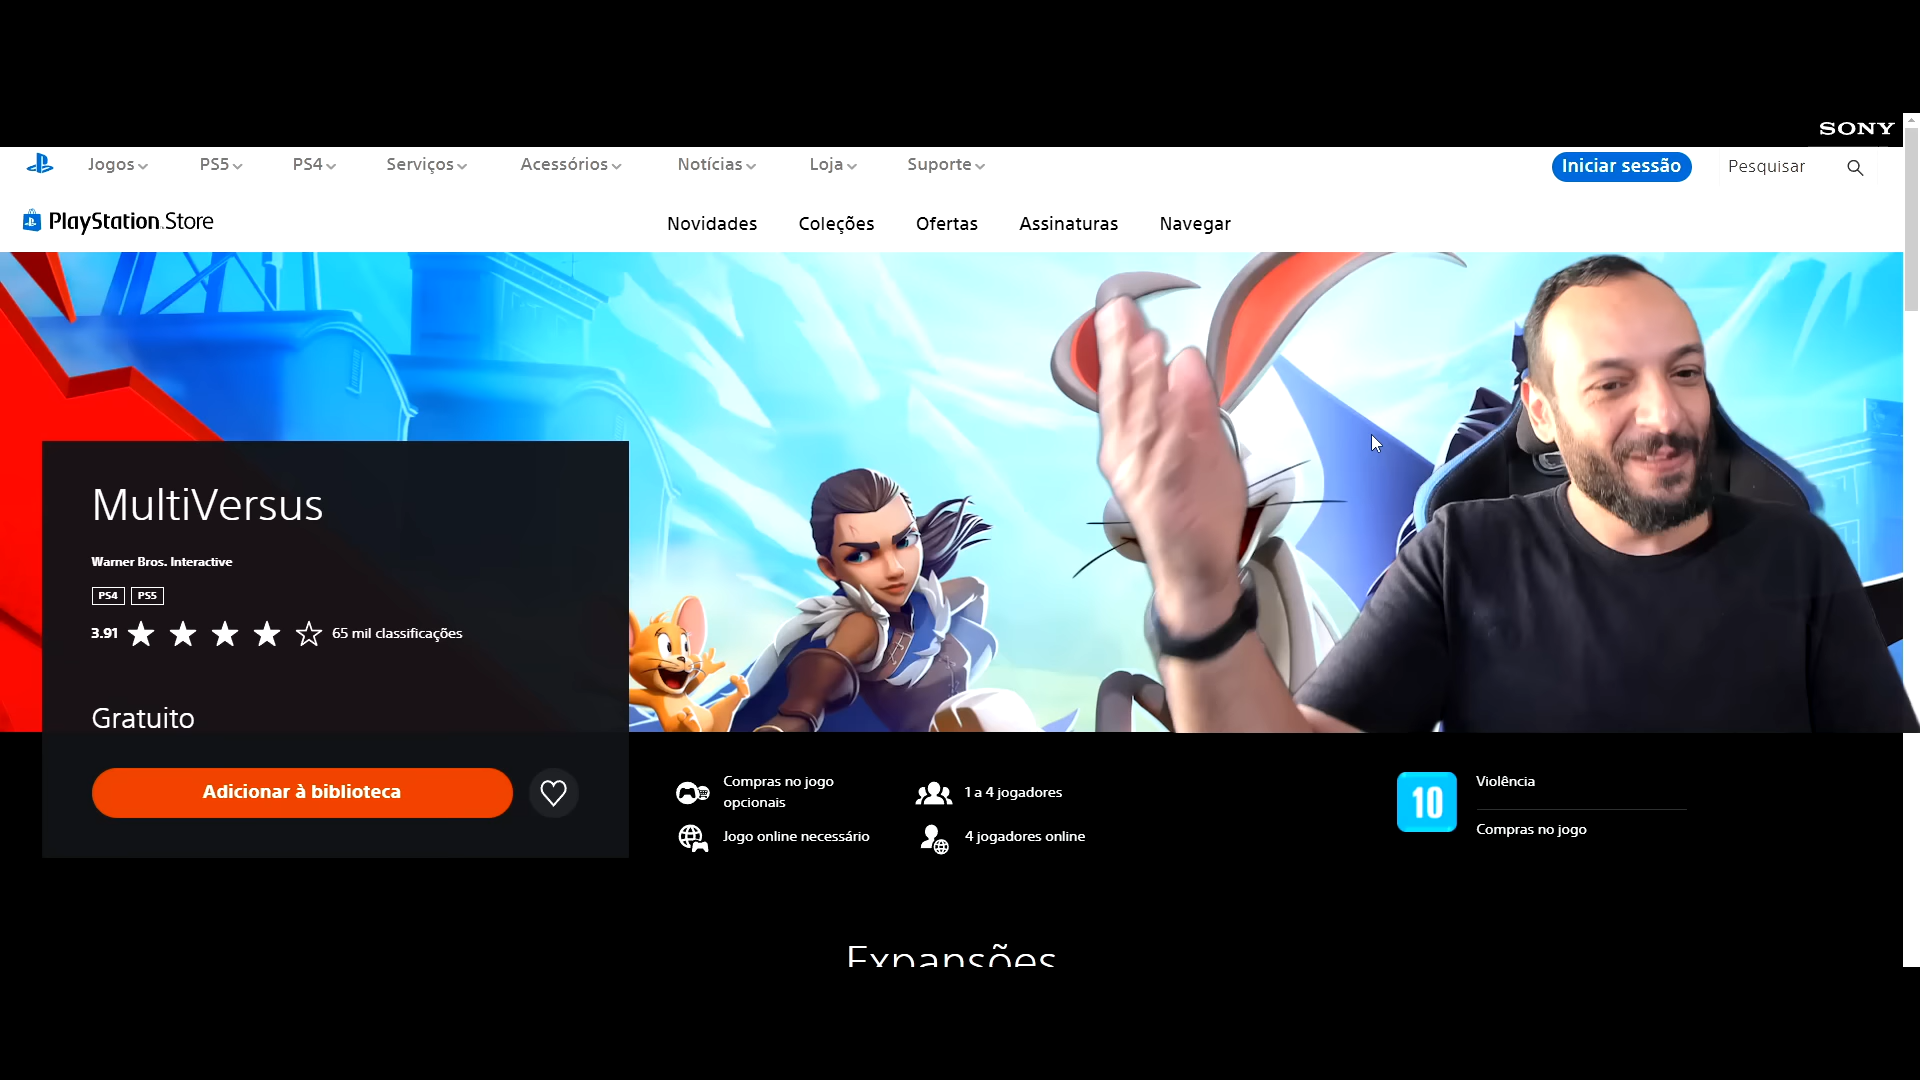 SONY
Jogos PS5 PS4 Serviços Acessórios Notícias Loja Suporte Iniciar sessão Pesquisar
PlayStation Store Novidades Coleções Ofertas Assinaturas Navegar
MultiVersus
Warner Bros. Interactive
PS4 PS5
3.91 65 mil classificações
Gratuito
Adicionar à biblioteca
Compras no jogo
opcionais
1 a 4 jogadores
Jogo online necessário
4 jogadores online
10
Violência
Compras no jogo
Expansões